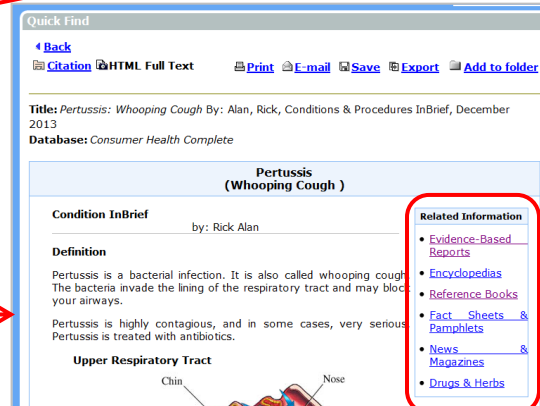 Quick Find
Back
Citation HTML Full Text Print E-mail Save Export Add to folder
Title: Pertussis: Whooping Cough By: Alan, Rick, Conditions & Procedures InBrief, December
2013
Database: Consumer Health Complete
Pertussis
(Whooping Cough )
Condition InBrief
by: Rick Alan
Definition
Pertussis is a bacterial infection. It is also called whooping cough.
The bacteria invade the lining of the respiratory tract and may block
your airways.
Pertussis is highly contagious, and in some cases, very serious.
Pertussis is treated with antibiotics.
Upper Respiratory Tract
Chin Nose
Related Information
• Evidence-Based
Reports
• Encyclopedias
• Reference Books
• Fact Sheets &
Pamphlets
• News &
Magazines
• Drugs & Herbs